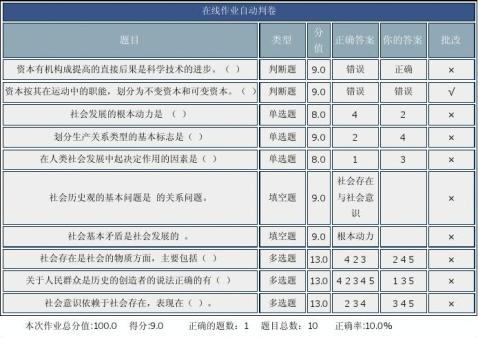 在线作业自动判卷
题目 类型 分值 正确答案 你的答案 批改
资本有机构成提高的直接后果是科学技术的进步。（ ） 判断题 9.0 错误 正确 ×
资本按其在运动中的职能，划分为不变资本和可变资本。（ ） 判断题 9.0 错误 错误 √
社会发展的根本动力是 （ ） 单选题 8.0 4 2 ×
划分生产关系类型的基本标志是（ ） 单选题 9.0 2 4 ×
在人类社会发展中起决定作用的因素是（ ） 单选题 8.0 1 3 ×
社会历史观的基本问题是 的关系问题。 填空题 9.0 社会存在与社会意识 ×
社会基本矛盾是社会发展的 。 填空题 9.0 根本动力 ×
社会存在是社会的物质方面，主要包括（ ） 多选题 13.0 4 2 3 2 4 5 ×
关于人民群众是历史的创造者的说法正确的有（ ） 多选题 13.0 4 2 3 4 5 1 3 5 ×
社会意识依赖于社会存在，表现在（ ）。 多选题 13.0 2 3 4 3 4 5 ×
本次作业总分值:100.0 得分:9.0 正确的题数：1 题目总数：10 正确率:10.0%